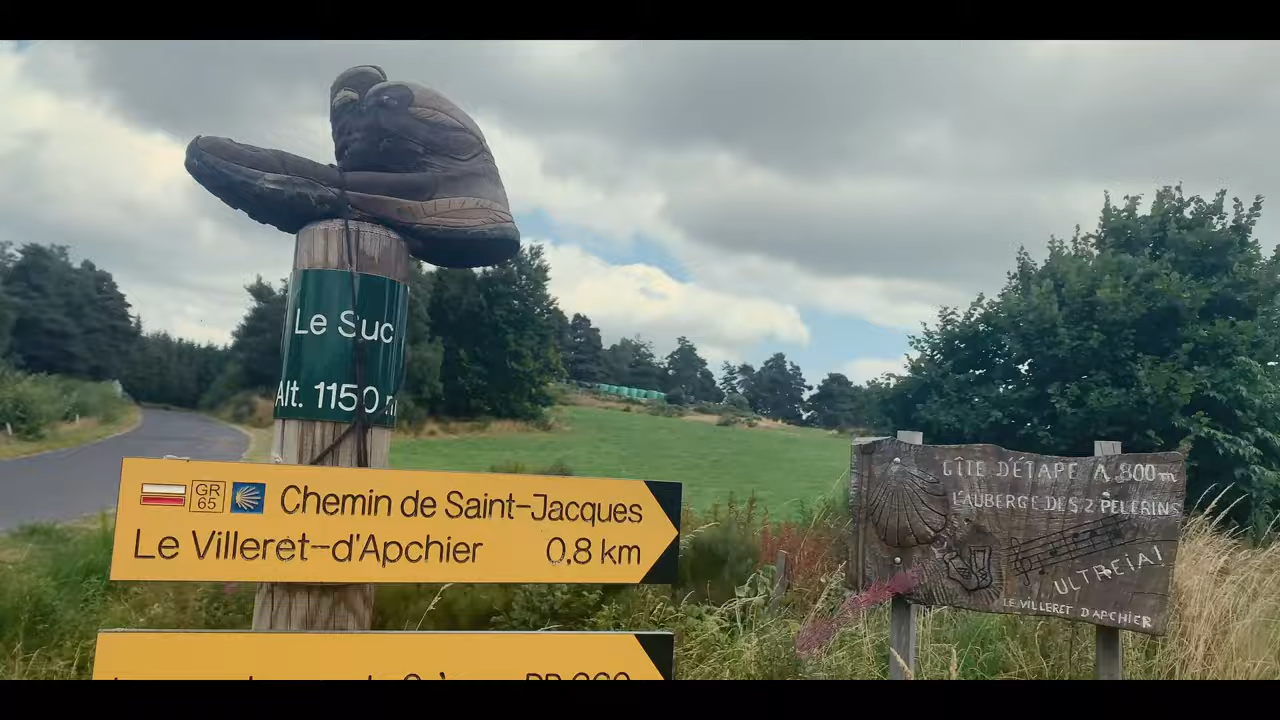 Le Suc
Alt. 1150 m
GR
65
Chemin de Saint-Jacques
Le Villeret-d'Apchier 0,8 km
GÎTE D'ÉTAPE A 800m
L'AUBERGE DES 2 PELERINS
ULTREIA!
LE VILLERET D'APCHIER